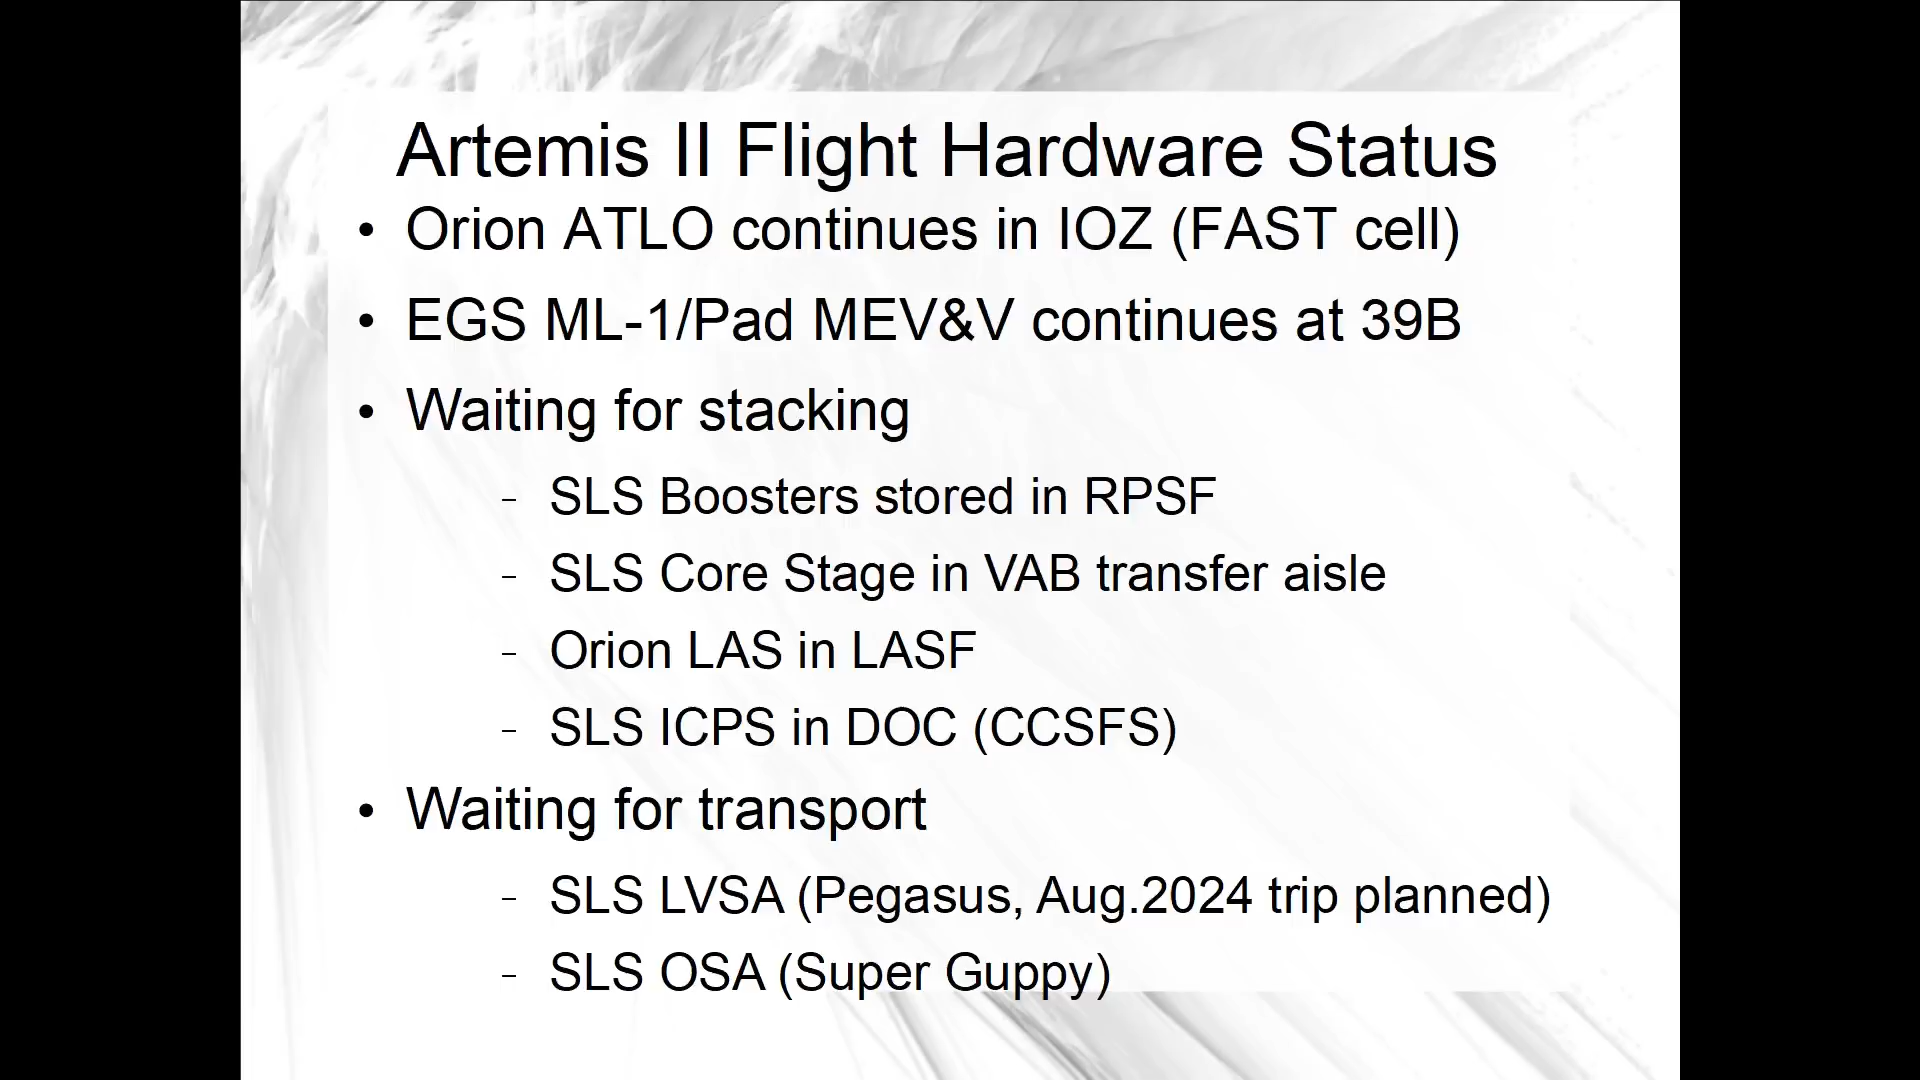 Artemis II Flight Hardware Status
• Orion ATLO continues in IOZ (FAST cell)
• EGS ML-1/Pad MEV&V continues at 39B
• Waiting for stacking
– SLS Boosters stored in RPSF
– SLS Core Stage in VAB transfer aisle
– Orion LAS in LASF
– SLS ICPS in DOC (CCSFS)
• Waiting for transport
– SLS LVSA (Pegasus, Aug.2024 trip planned)
– SLS OSA (Super Guppy)